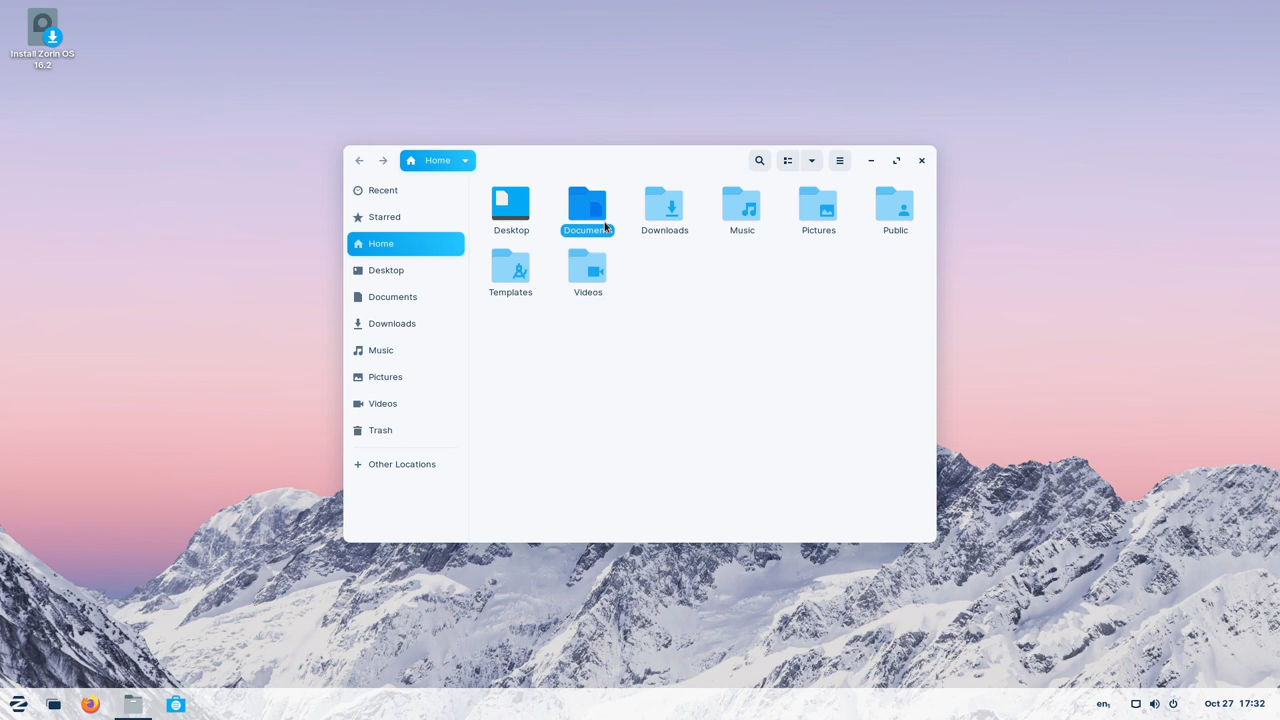 Install Zorin OS
16.2
Home
Recent
Starred
Home
Desktop
Documents
Downloads
Music
Pictures
Videos
Trash
Other Locations
Desktop
Documents
Downloads
Music
Pictures
Public
Templates
Videos
en₁
Oct 27 17:32